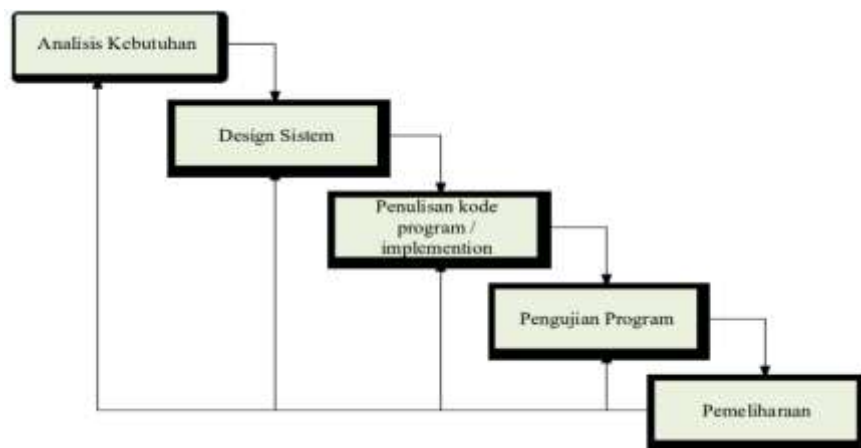 Analisis Kebutuhan
Design Sistem
Penulisan kode
program /
implemention
Pengujian Program
Pemeliharaan